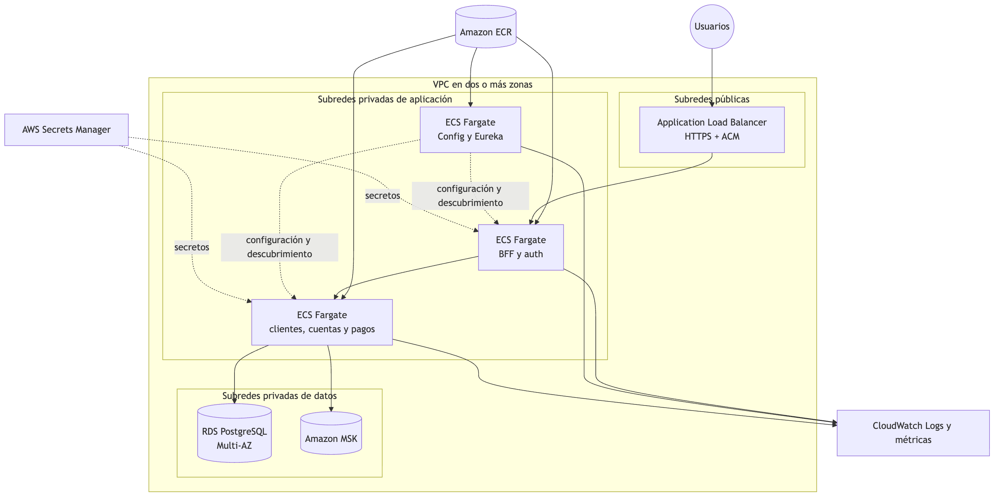 Amazon ECR
Usuarios
VPC en dos o más zonas
Subredes privadas de aplicación
Subredes públicas
AWS Secrets Manager
ECS Fargate
Config y Eureka
Application Load Balancer
HTTPS + ACM
secretos
configuración y
descubrimiento
secretos
configuración y
descubrimiento
ECS Fargate
BFF y auth
ECS Fargate
clientes, cuentas y pagos
Subredes privadas de datos
RDS PostgreSQL
Multi-AZ
Amazon MSK
CloudWatch Logs y
métricas